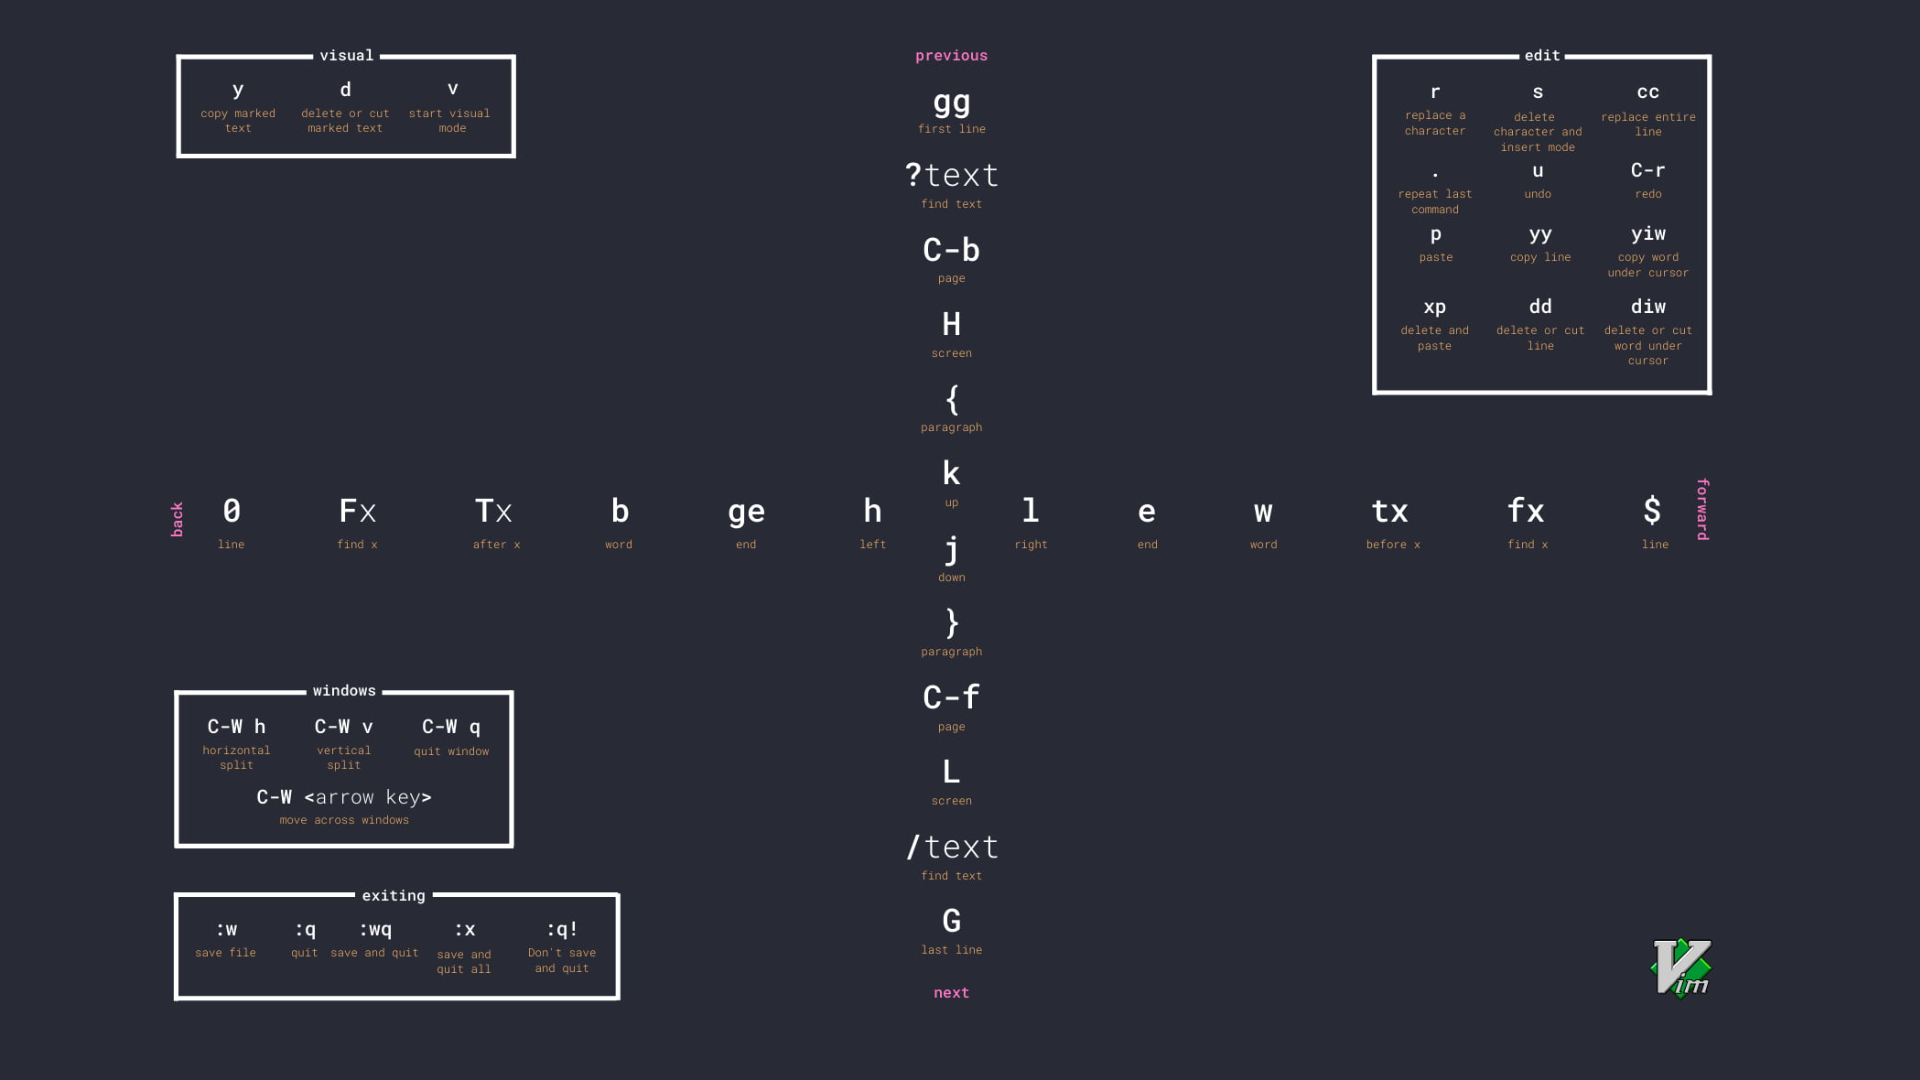 visual
y d v
copy marked delete or cut start visual
text marked text mode
previous
gg
first line
?text
find text
C-b
page
H
screen
{
paragraph
k
up
edit
r s cc
replace a delete replace entire
character character and line
insert mode
. u C-r
repeat last undo redo
command
p yy yiw
paste copy line copy word
under cursor
xp dd diw
delete and delete or cut delete or cut
paste line word under
cursor
back
0 Fx Tx b ge h l e w tx fx $
line find x after x word end left right end word before x find x line
forward
j
down
}
paragraph
C-f
page
L
screen
/text
find text
G
last line
next
windows
C-W h C-W v C-W q
horizontal vertical quit window
split split
C-W <arrow key>
move across windows
exiting
:w :q :wq :x :q!
save file quit save and quit save and Don't save
quit all and quit
Vim